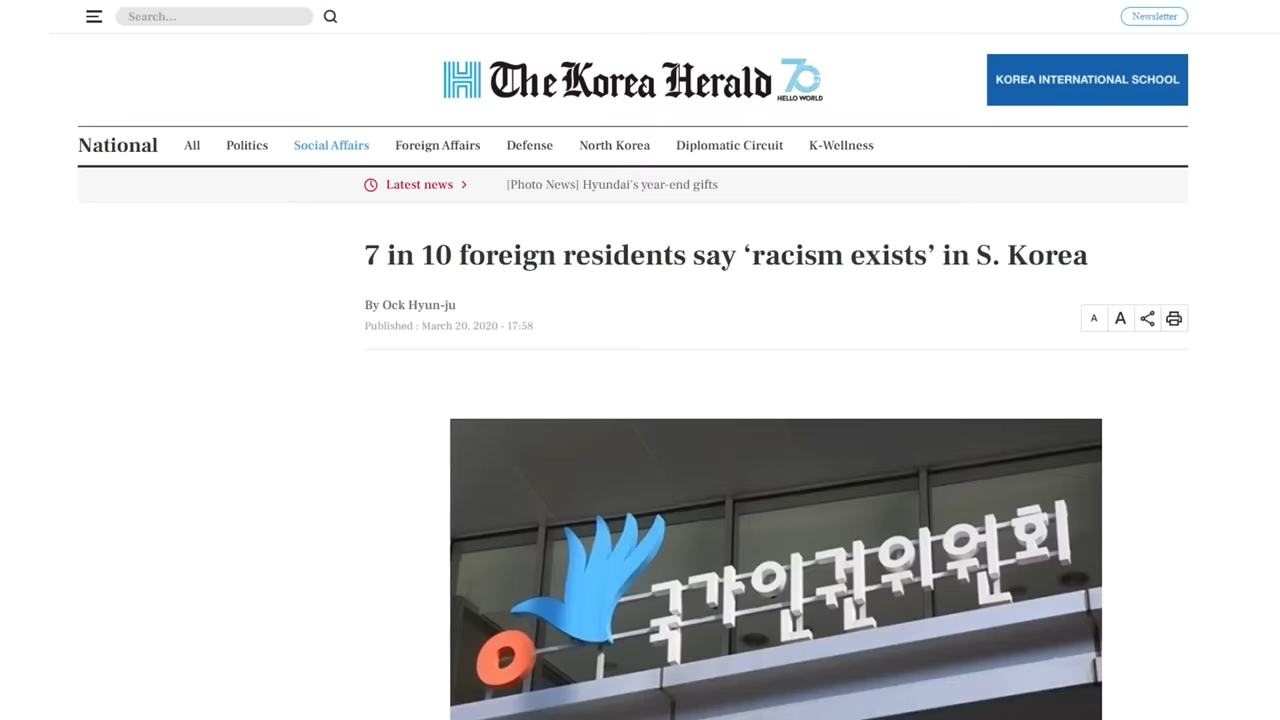 Search...
Newsletter
The Korea Herald
70
HELLO WORLD
KOREA INTERNATIONAL SCHOOL
National All Politics Social Affairs Foreign Affairs Defense North Korea Diplomatic Circuit K-Wellness
Latest news > [Photo News] Hyundai's year-end gifts
7 in 10 foreign residents say ‘racism exists’ in S. Korea
By Ock Hyun-ju
Published : March 20, 2020 - 17:58
A A
국가인권위원회